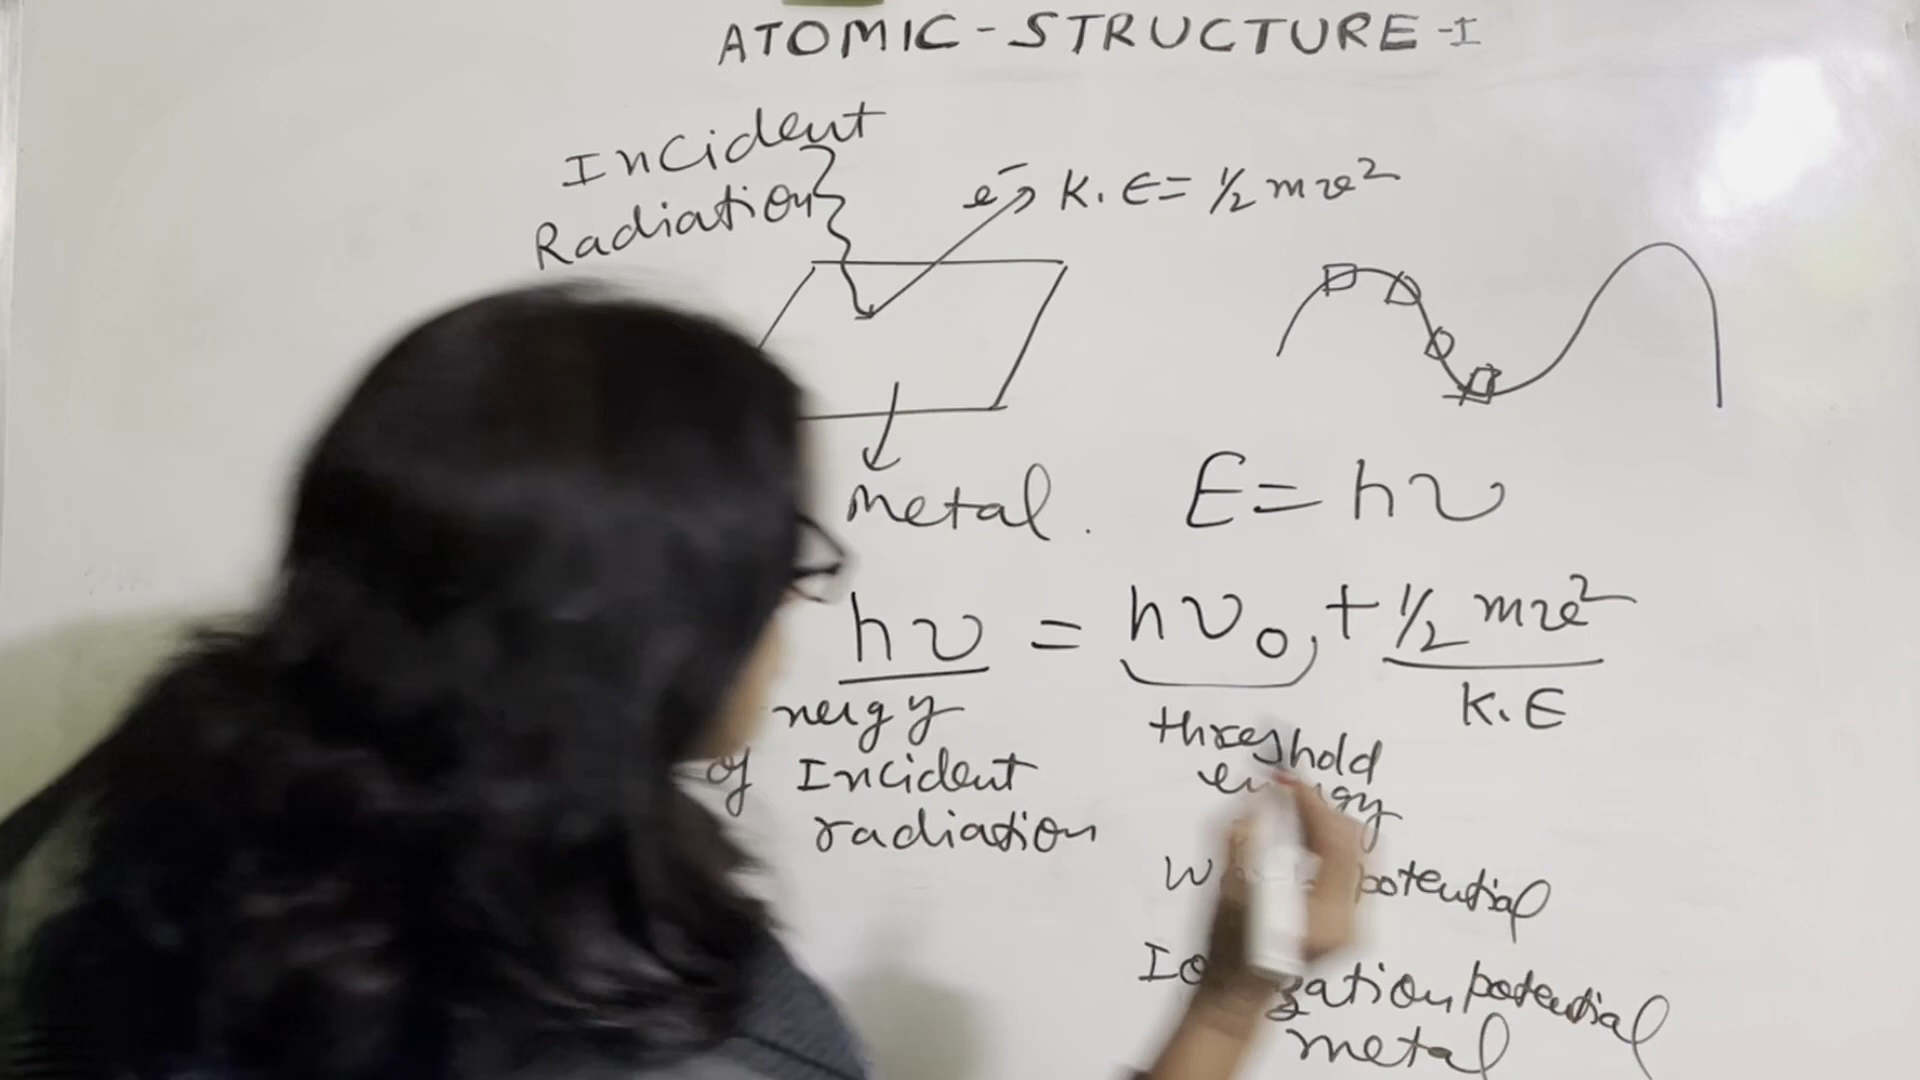 ATOMIC-STRUCTURE-I
Incident
Radiation
e⁻ K.E = ½ mv²
metal.
E = hν
hν = hν₀ + ½ mv²
K.E
nergy
of Incident
radiation
threshold
potential
metal